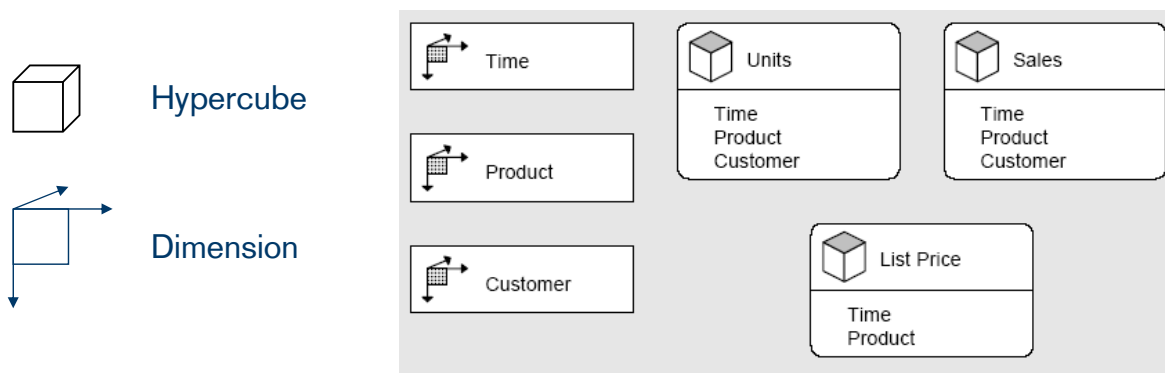 Hypercube
Dimension
Time
Product
Customer
Units
Time
Product
Customer
Sales
Time
Product
Customer
List Price
Time
Product